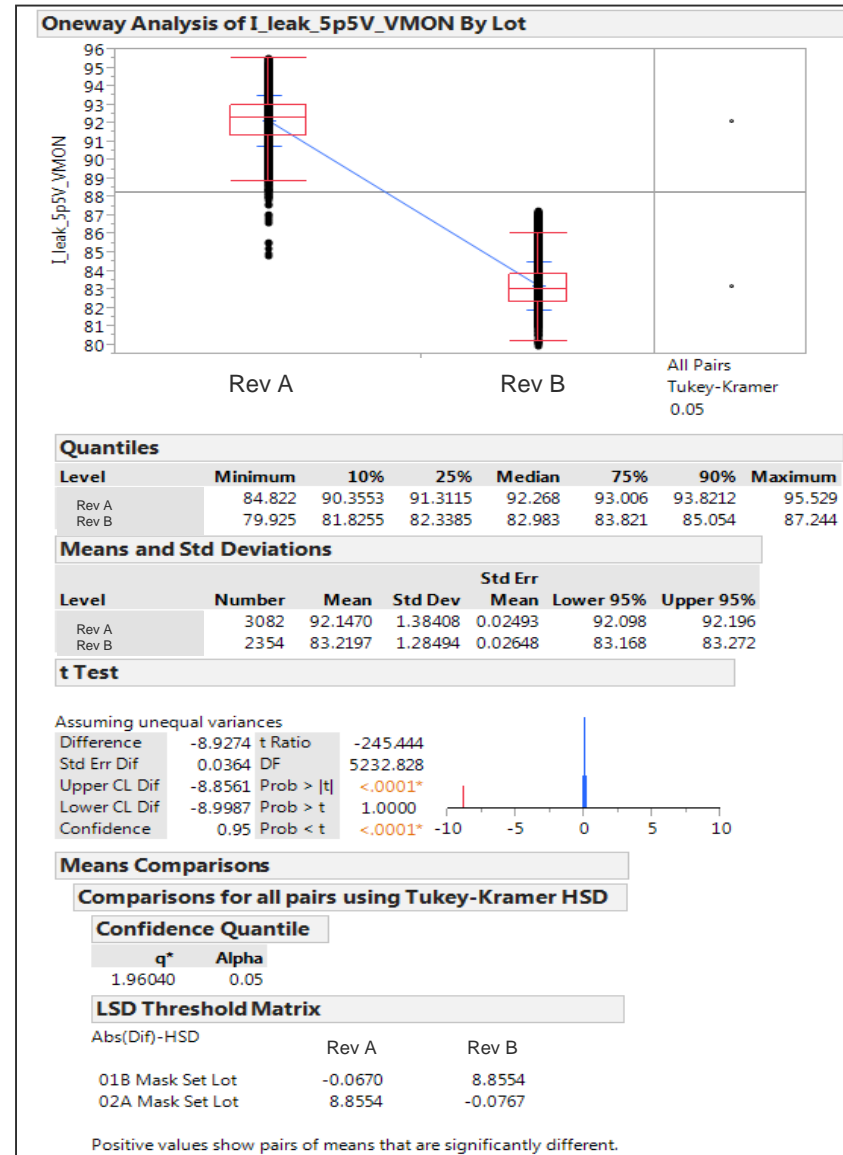 Oneway Analysis of I_leak_5p5V_VMON By Lot
I_leak_5p5V_VMON
96
95
94
93
92
91
90
89
88
87
86
85
84
83
82
81
80
Rev A Rev B
All Pairs
Tukey-Kramer
0.05
Quantiles
Level Minimum 10% 25% Median 75% 90% Maximum
Rev A 84.822 90.3553 91.3115 92.268 93.006 93.8212 95.529
Rev B 79.925 81.8255 82.3385 82.983 83.821 85.054 87.244
Means and Std Deviations
Std Err
Level Number Mean Std Dev Mean Lower 95% Upper 95%
Rev A 3082 92.1470 1.38408 0.02493 92.098 92.196
Rev B 2354 83.2197 1.28494 0.02648 83.168 83.272
t Test
Assuming unequal variances
Difference -8.9274 t Ratio -245.444
Std Err Dif 0.0364 DF 5232.828
Upper CL Dif -8.8561 Prob > |t| <.0001*
Lower CL Dif -8.9987 Prob > t 1.0000
Confidence 0.95 Prob < t <.0001*
-10 -5 0 5 10
Means Comparisons
Comparisons for all pairs using Tukey-Kramer HSD
Confidence Quantile
q* Alpha
1.96040 0.05
LSD Threshold Matrix
Abs(Dif)-HSD
Rev A Rev B
01B Mask Set Lot -0.0670 8.8554
02A Mask Set Lot 8.8554 -0.0767
Positive values show pairs of means that are significantly different.